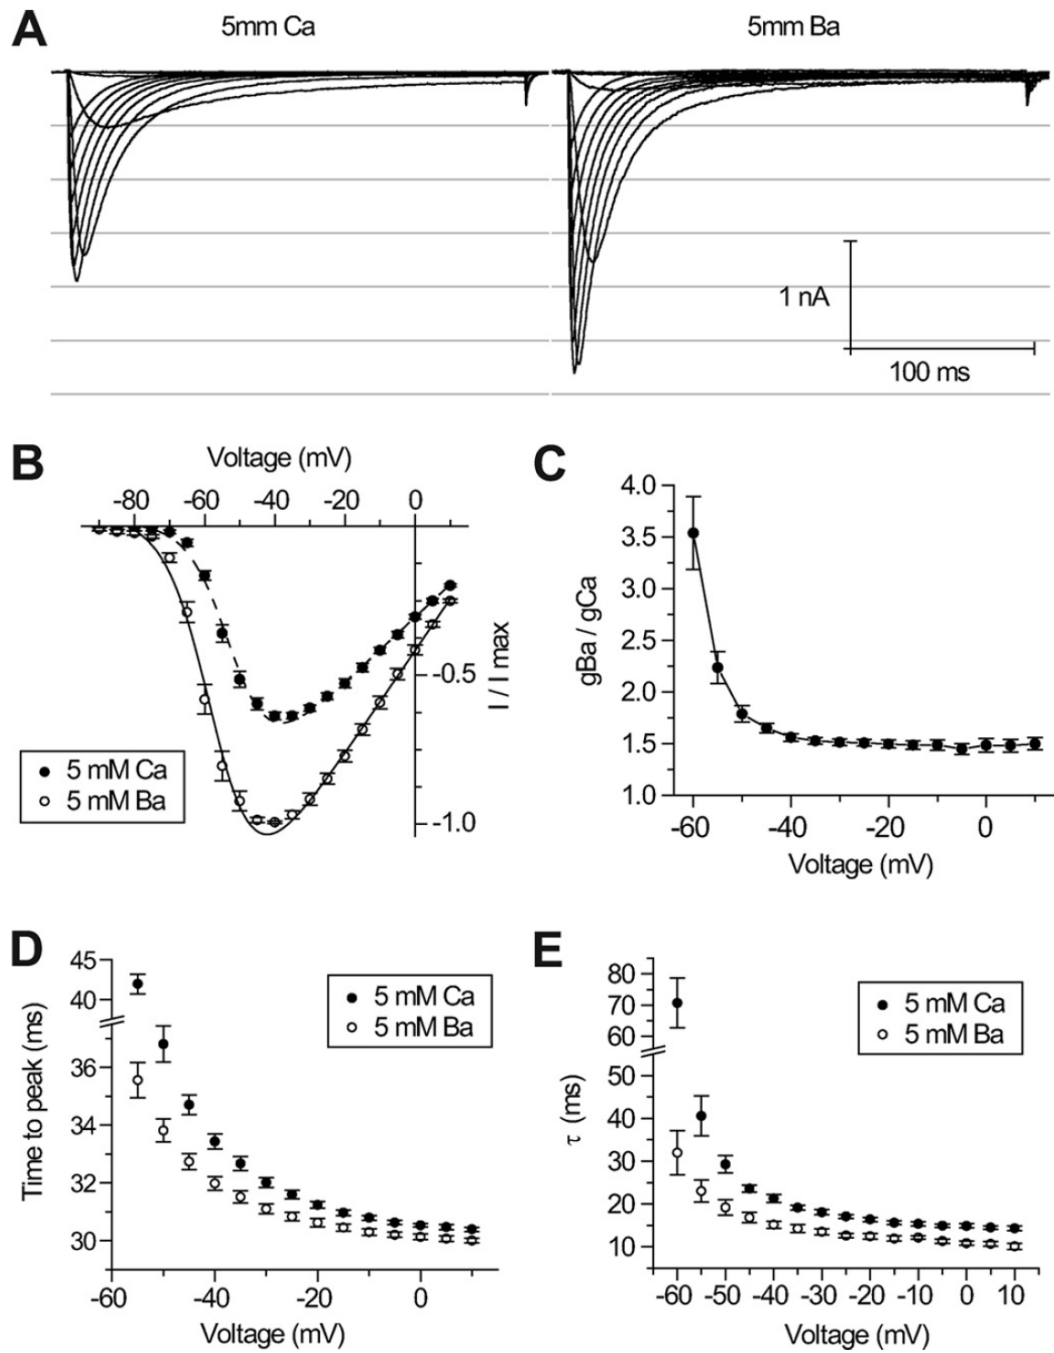 A
5mm Ca
5mm Ba
1 nA
100 ms
B
Voltage (mV)
-80 -60 -40 -20 0
-0.5
-1.0
I / I max
5 mM Ca
5 mM Ba
C
4.0
3.5
3.0
2.5
2.0
1.5
1.0
gBa / gCa
-60 -40 -20 0
Voltage (mV)
D
45
40
36
34
32
30
Time to peak (ms)
5 mM Ca
5 mM Ba
-60 -40 -20 0
Voltage (mV)
E
80
70
60
50
40
30
20
10
τ (ms)
5 mM Ca
5 mM Ba
-60 -50 -40 -30 -20 -10 0 10
Voltage (mV)